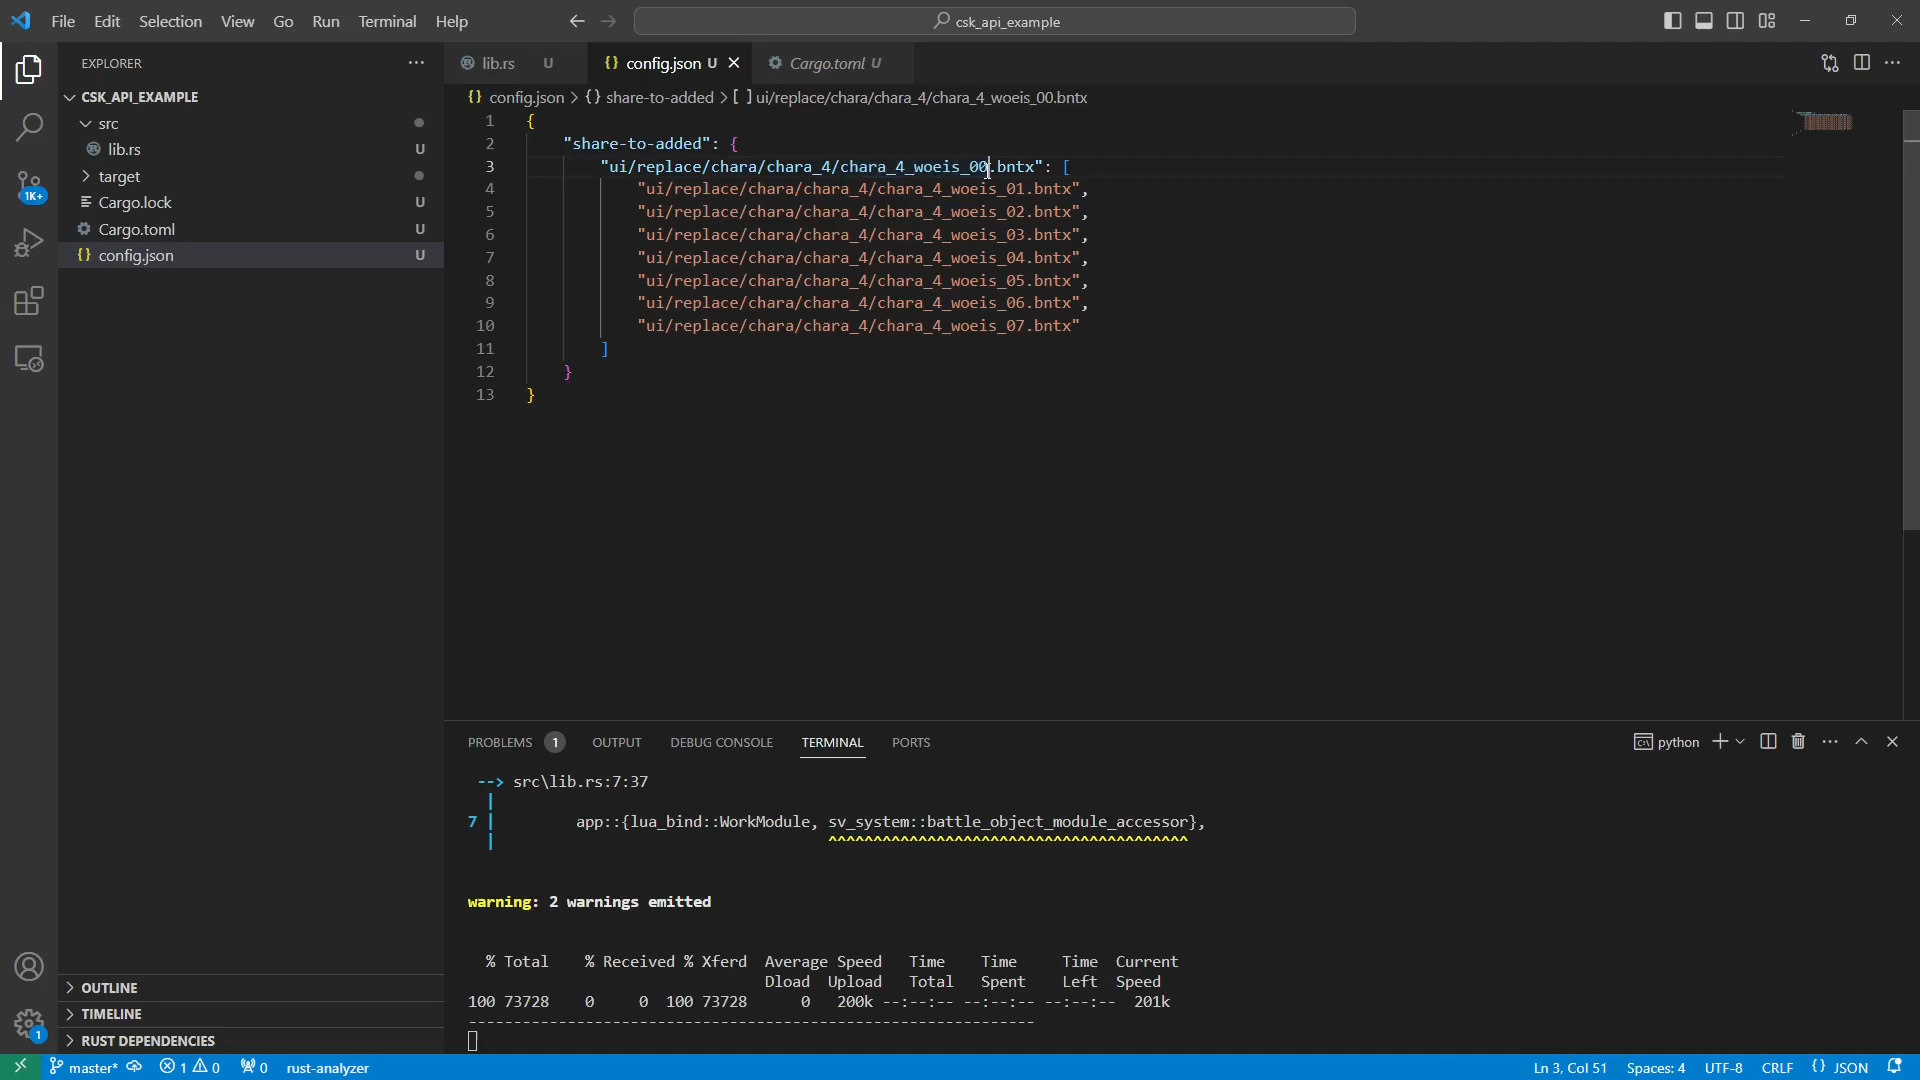 File Edit Selection View Go Run Terminal Help
csk_api_example
EXPLORER
CSK_API_EXAMPLE
src
lib.rs U
target
Cargo.lock U
Cargo.toml U
config.json U
1K+
1
OUTLINE
TIMELINE
RUST DEPENDENCIES
lib.rs U
{} config.json U
Cargo.toml U
{} config.json > {} share-to-added > [ ] ui/replace/chara/chara_4/chara_4_woeis_00.bntx
1 {
2 "share-to-added": {
3 "ui/replace/chara/chara_4/chara_4_woeis_00.bntx": [
4 "ui/replace/chara/chara_4/chara_4_woeis_01.bntx",
5 "ui/replace/chara/chara_4/chara_4_woeis_02.bntx",
6 "ui/replace/chara/chara_4/chara_4_woeis_03.bntx",
7 "ui/replace/chara/chara_4/chara_4_woeis_04.bntx",
8 "ui/replace/chara/chara_4/chara_4_woeis_05.bntx",
9 "ui/replace/chara/chara_4/chara_4_woeis_06.bntx",
10 "ui/replace/chara/chara_4/chara_4_woeis_07.bntx"
11 ]
12 }
13 }
PROBLEMS 1 OUTPUT DEBUG CONSOLE TERMINAL PORTS
python
--> src\lib.rs:7:37
|
7 | app::{lua_bind::WorkModule, sv_system::battle_object_module_accessor},
| ^^^^^^^^^^^^^^^^^^^^^^^^^^^^^^^^^^^^^^^^
warning: 2 warnings emitted
% Total % Received % Xferd Average Speed Time Time Time Current
Dload Upload Total Spent Left Speed
100 73728 0 0 100 73728 0 200k --:--:-- --:--:-- --:--:-- 201k
---------------------------------------------------------------
master* 1 0 0 rust-analyzer
Ln 3, Col 51 Spaces: 4 UTF-8 CRLF {} JSON